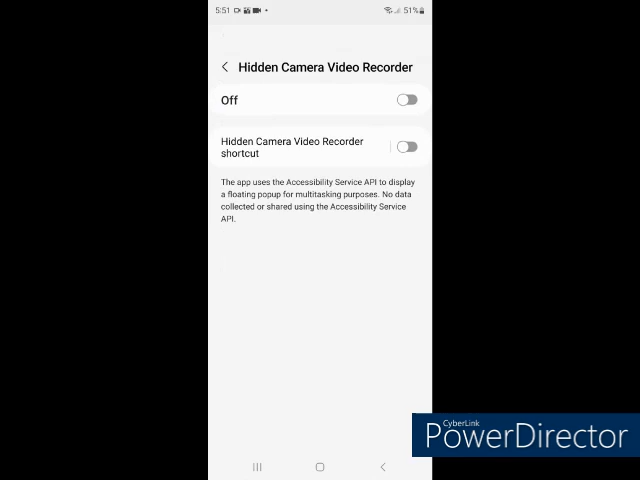 5:51
51%
Hidden Camera Video Recorder
Off
Hidden Camera Video Recorder
shortcut
The app uses the Accessibility Service API to display
a floating popup for multitasking purposes. No data
collected or shared using the Accessibility Service
API.
CyberLink
PowerDirector